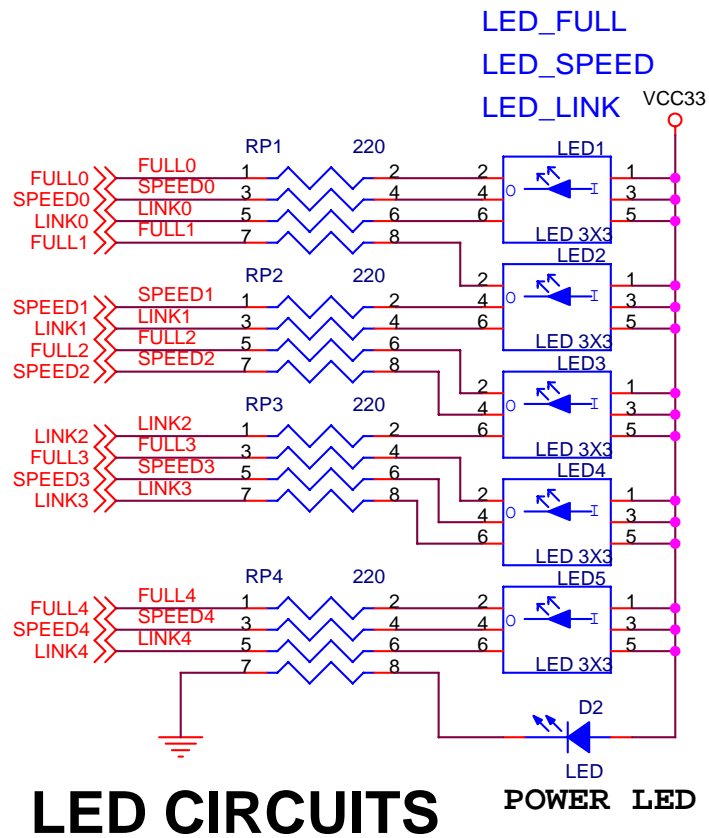 LED_FULL
LED_SPEED
LED_LINK
VCC33
RP1 220 LED1
FULL0 FULL0 1 2 2 O I 1
SPEED0 SPEED0 3 4 4 3
LINK0 LINK0 5 6 6 5
FULL1 FULL1 7 8 LED 3X3
RP2 220 LED2
2 O I 1
SPEED1 SPEED1 1 2 4 3
LINK1 LINK1 3 4 6 5
FULL2 FULL2 5 6 LED 3X3
SPEED2 SPEED2 7 8 LED3
2 O I 1
RP3 220 4 3
LINK2 LINK2 1 2 6 5
FULL3 FULL3 3 4 LED 3X3
SPEED3 SPEED3 5 6 LED4
LINK3 LINK3 7 8 2 O I 1
4 3
6 5
LED 3X3
RP4 220 LED5
FULL4 FULL4 1 2 2 O I 1
SPEED4 SPEED4 3 4 4 3
LINK4 LINK4 5 6 6 5
7 8 LED 3X3
D2
LED
LED CIRCUITS
POWER LED